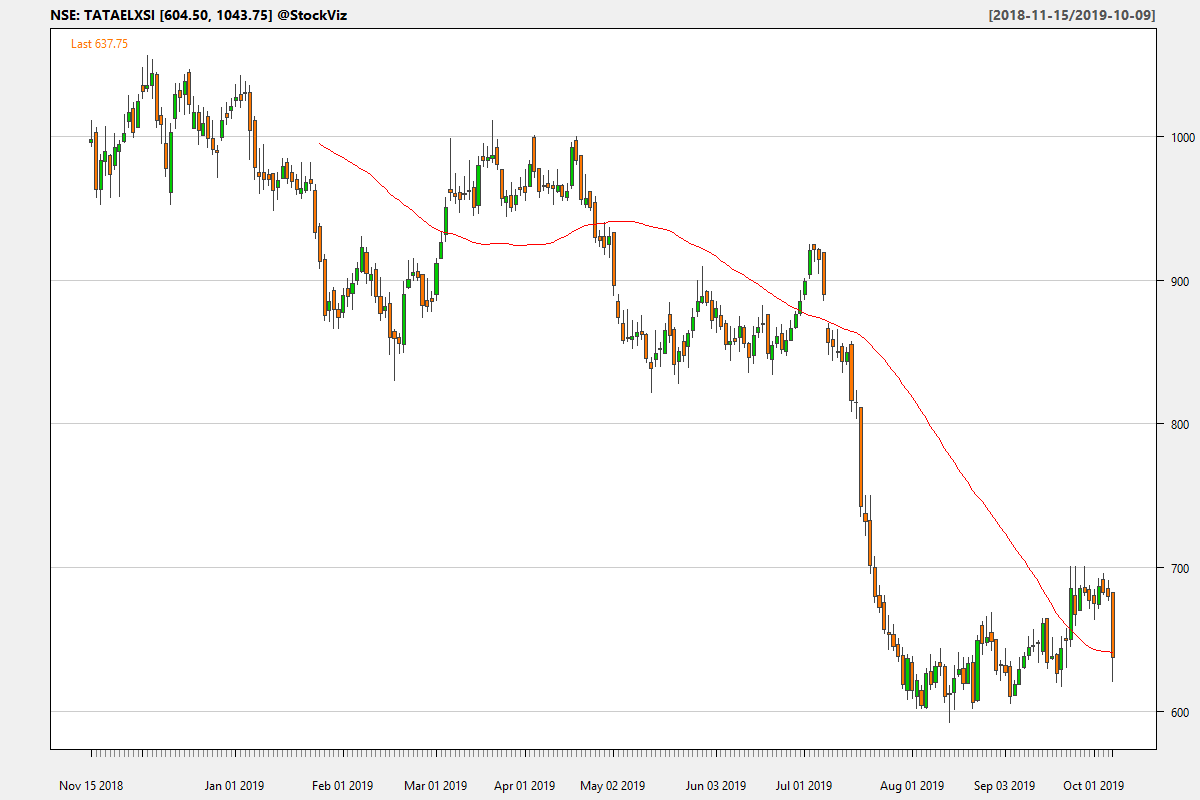 NSE: TATAELXSI [604.50, 1043.75] @StockViz [2018-11-15/2019-10-09]
Last 637.75
1000
900
800
700
600
Nov 15 2018 Jan 01 2019 Feb 01 2019 Mar 01 2019 Apr 01 2019 May 02 2019 Jun 03 2019 Jul 01 2019 Aug 01 2019 Sep 03 2019 Oct 01 2019